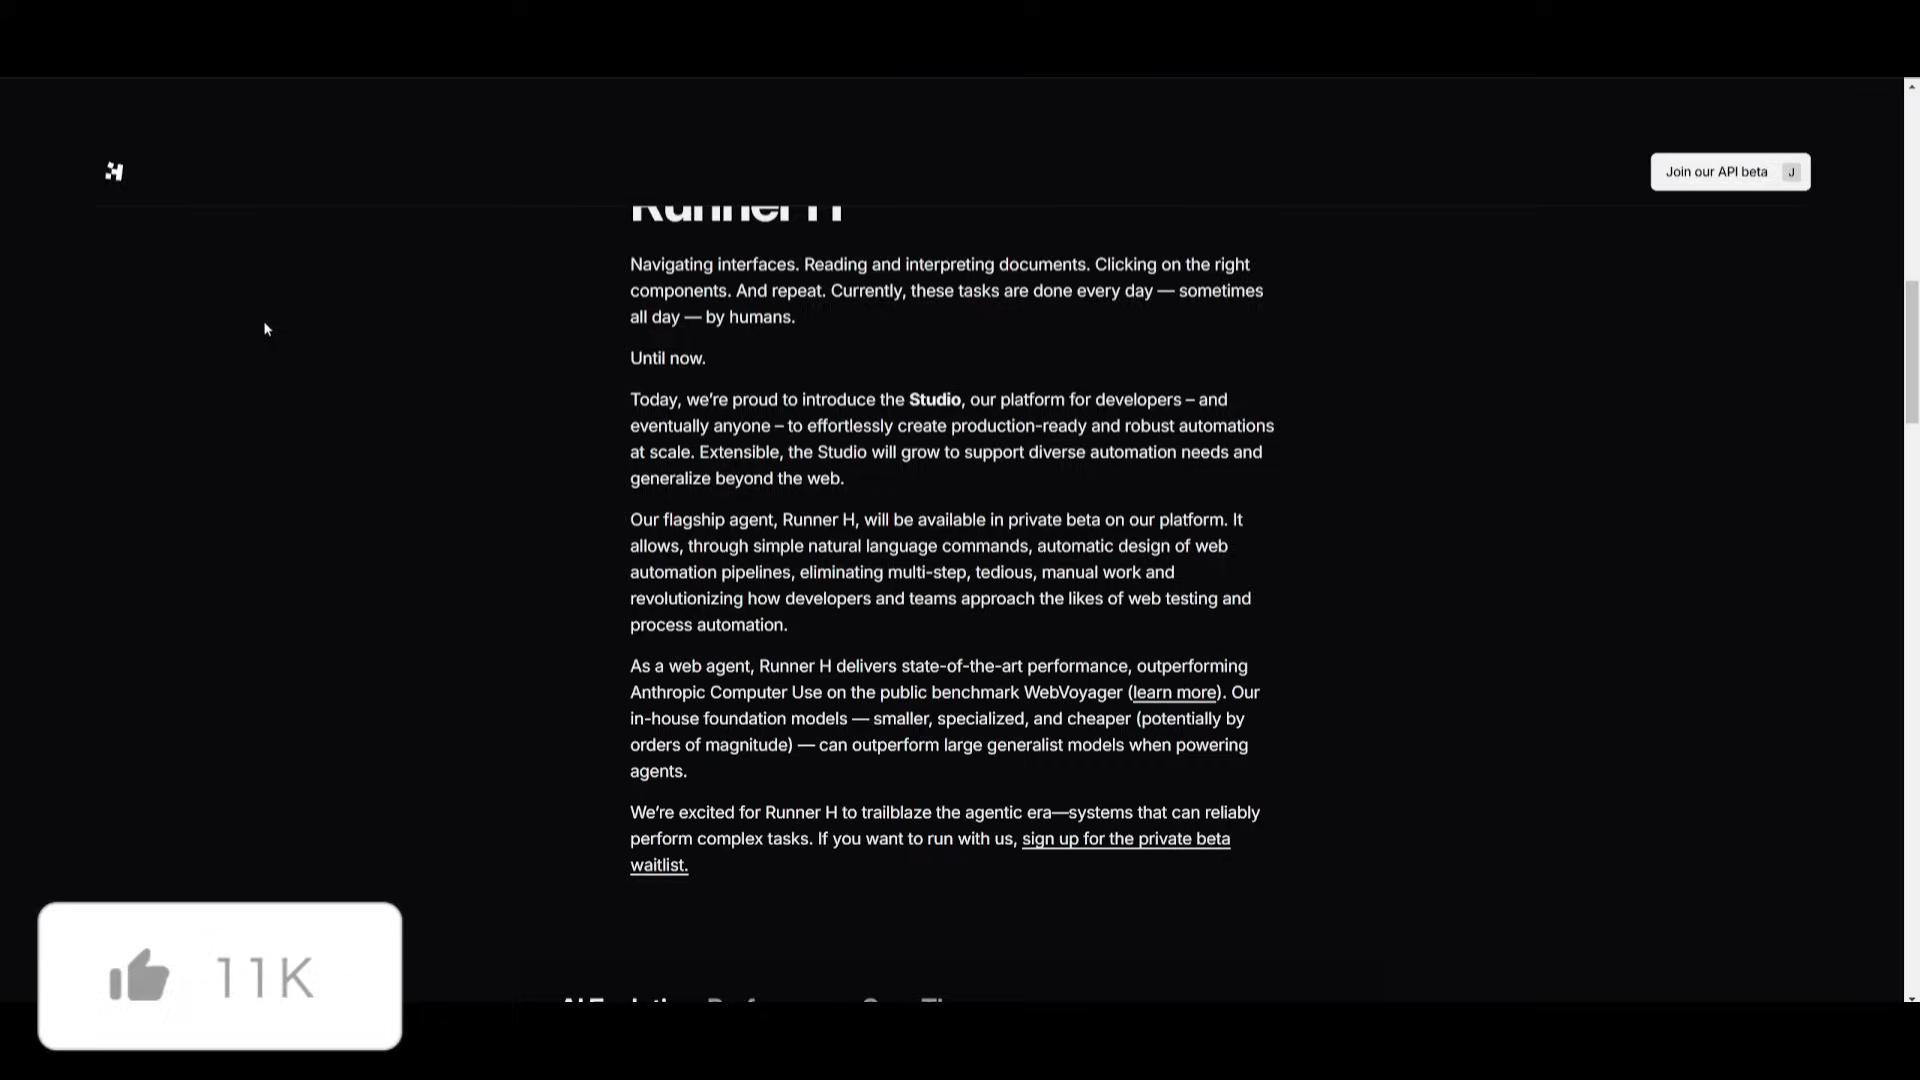 Join our API beta J
Runner H
Navigating interfaces. Reading and interpreting documents. Clicking on the right
components. And repeat. Currently, these tasks are done every day — sometimes
all day — by humans.
Until now.
Today, we're proud to introduce the Studio, our platform for developers – and
eventually anyone – to effortlessly create production-ready and robust automations
at scale. Extensible, the Studio will grow to support diverse automation needs and
generalize beyond the web.
Our flagship agent, Runner H, will be available in private beta on our platform. It
allows, through simple natural language commands, automatic design of web
automation pipelines, eliminating multi-step, tedious, manual work and
revolutionizing how developers and teams approach the likes of web testing and
process automation.
As a web agent, Runner H delivers state-of-the-art performance, outperforming
Anthropic Computer Use on the public benchmark WebVoyager (learn more). Our
in-house foundation models — smaller, specialized, and cheaper (potentially by
orders of magnitude) — can outperform large generalist models when powering
agents.
We're excited for Runner H to trailblaze the agentic era—systems that can reliably
perform complex tasks. If you want to run with us, sign up for the private beta
waitlist.
11K